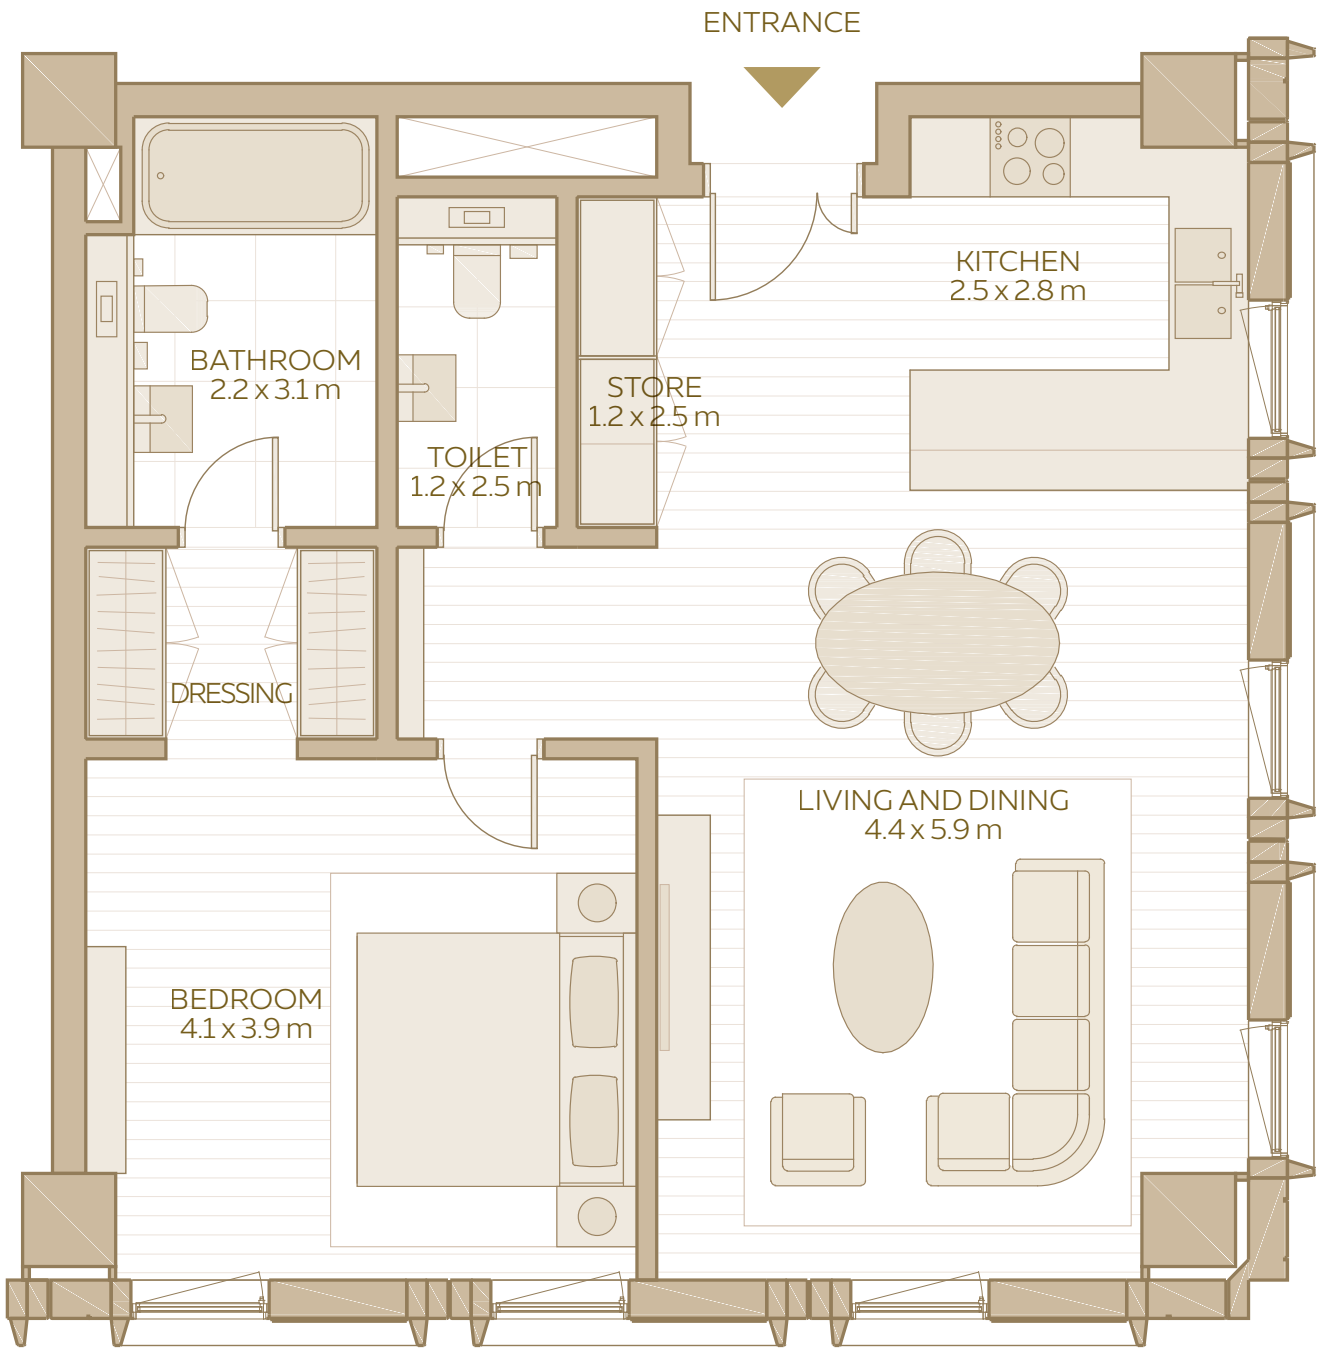 ENTRANCE
KITCHEN
2.5 x 2.8 m
BATHROOM
2.2 x 3.1 m
STORE
1.2 x 2.5 m
TOILET
1.2 x 2.5 m
DRESSING
LIVING AND DINING
4.4 x 5.9 m
BEDROOM
4.1 x 3.9 m